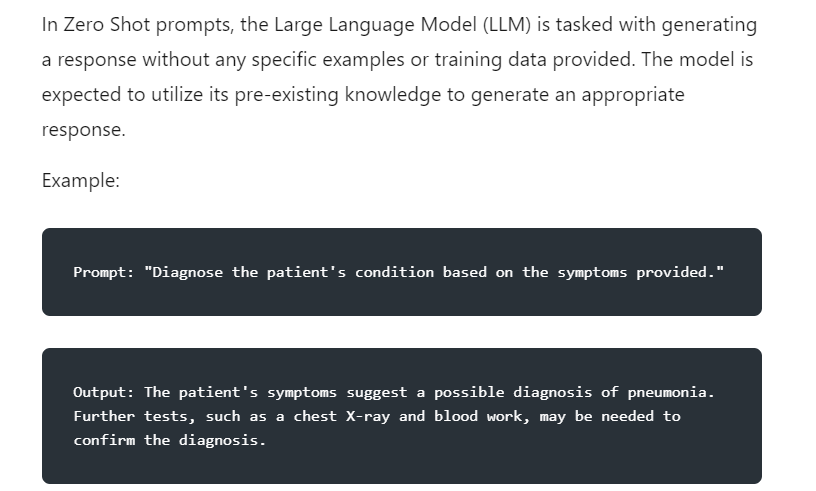 In Zero Shot prompts, the Large Language Model (LLM) is tasked with generating
a response without any specific examples or training data provided. The model is
expected to utilize its pre-existing knowledge to generate an appropriate
response.
Example:
Prompt: "Diagnose the patient's condition based on the symptoms provided."
Output: The patient's symptoms suggest a possible diagnosis of pneumonia.
Further tests, such as a chest X-ray and blood work, may be needed to
confirm the diagnosis.